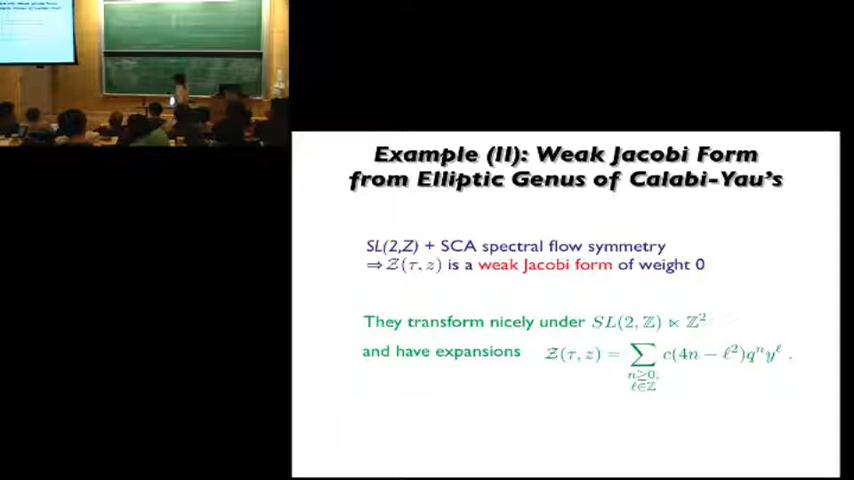 Example (II): Weak Jacobi Form
from Elliptic Genus of Calabi-Yau's
SL(2,Z) + SCA spectral flow symmetry
⇒ 𝒵(τ, z) is a weak Jacobi form of weight 0
They transform nicely under SL(2, ℤ) ⋉ ℤ²
and have expansions 𝒵(τ, z) = ∑ c(4n − ℓ²)qⁿyˡ .
n≥0,
ℓ∈ℤ